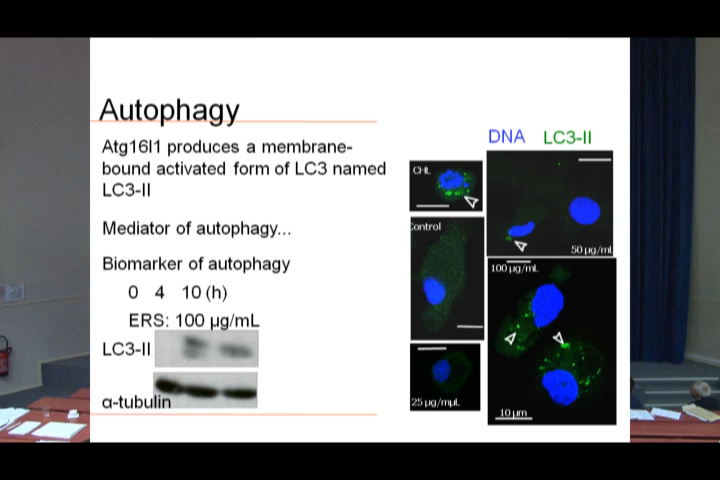 Autophagy
Atg16l1 produces a membrane-
bound activated form of LC3 named
LC3-II
Mediator of autophagy...
Biomarker of autophagy
0 4 10 (h)
ERS: 100 µg/mL
LC3-II
α-tubulin
DNA LC3-II
CHL
Control
25 µg/mµL
50 µg/mL
100 µg/mL
10 µm